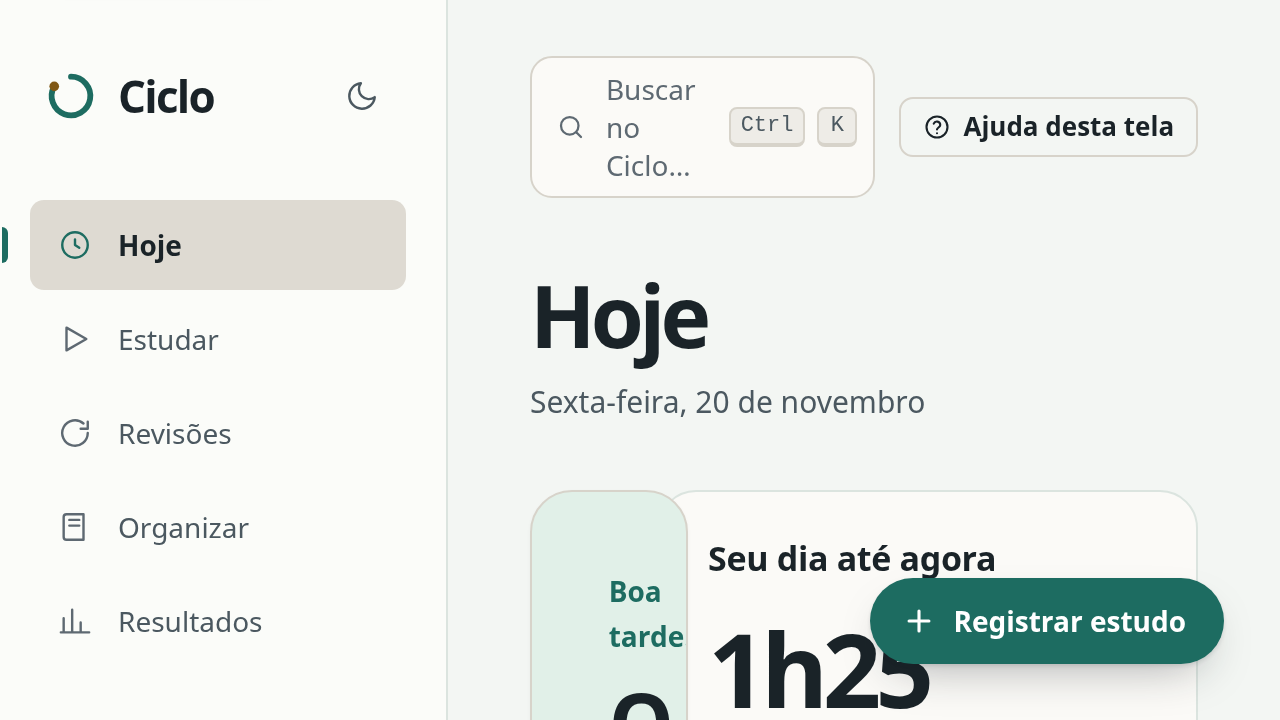 Ciclo
Hoje
Estudar
Revisões
Organizar
Resultados
Buscar
no
Ciclo...
Ctrl K
Ajuda desta tela
Hoje
Sexta-feira, 20 de novembro
Boa
tarde
Seu dia até agora
1h25
Registrar estudo